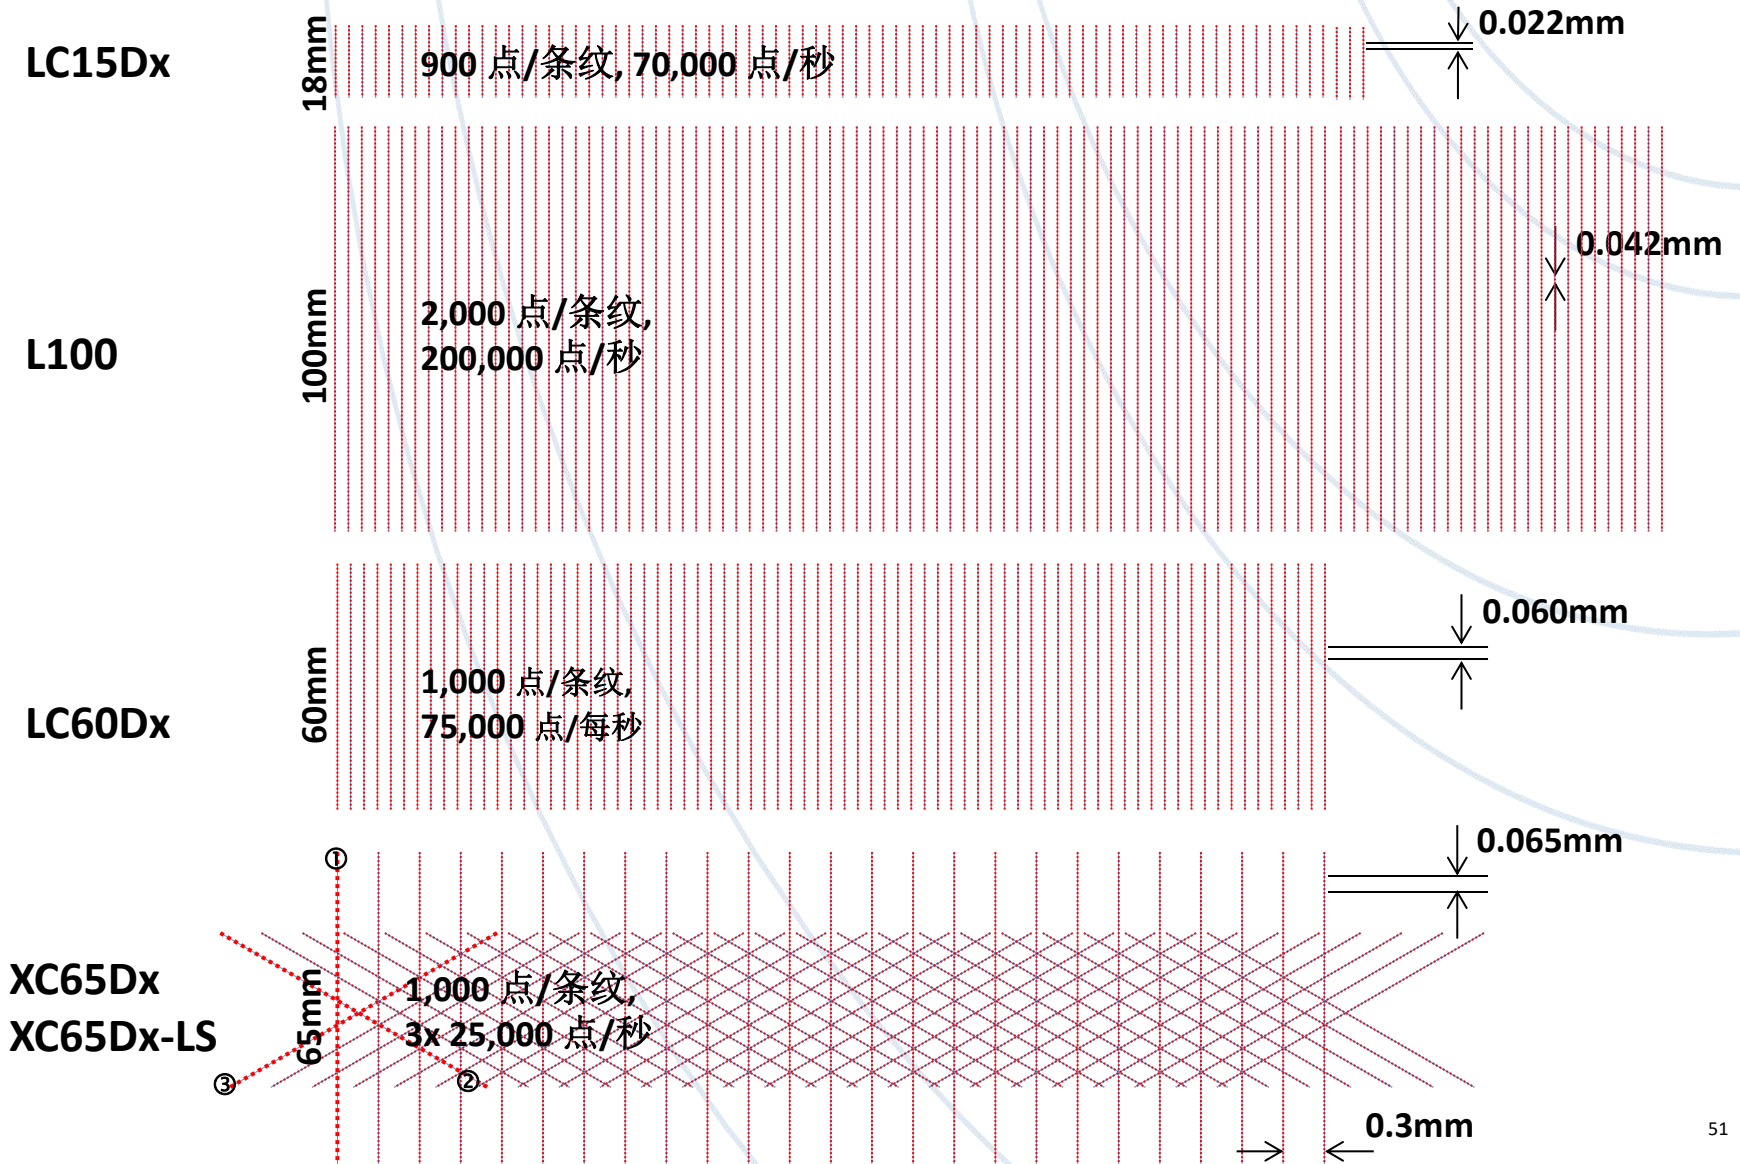 LC15Dx
18mm
900 点/条纹, 70,000 点/秒
0.022mm
L100
100mm
2,000 点/条纹,
200,000 点/秒
0.042mm
LC60Dx
60mm
1,000 点/条纹,
75,000 点/每秒
0.060mm
XC65Dx
XC65Dx-LS
65mm
①
②
③
1,000 点/条纹,
3x 25,000 点/秒
0.065mm
0.3mm
51